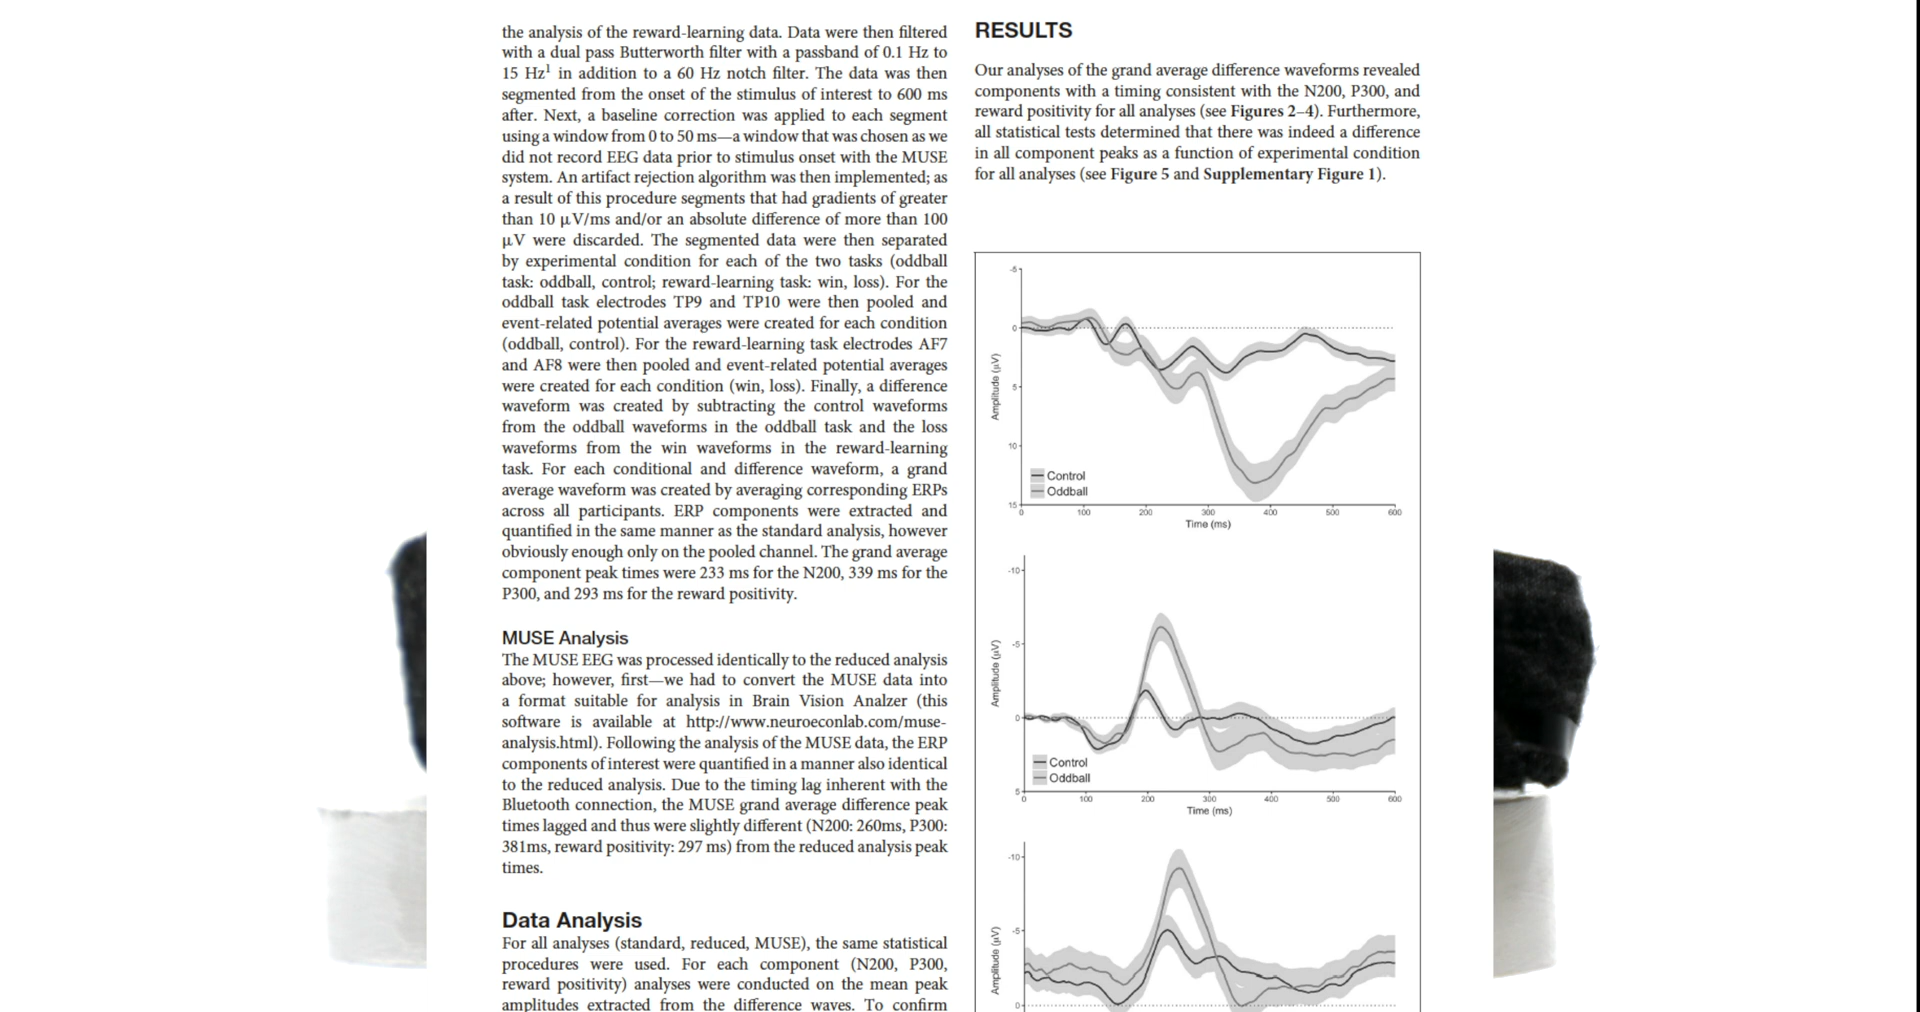 the analysis of the reward-learning data. Data were then filtered
with a dual pass Butterworth filter with a passband of 0.1 Hz to
15 Hz1 in addition to a 60 Hz notch filter. The data was then
segmented from the onset of the stimulus of interest to 600 ms
after. Next, a baseline correction was applied to each segment
using a window from 0 to 50 ms—a window that was chosen as we
did not record EEG data prior to stimulus onset with the MUSE
system. An artifact rejection algorithm was then implemented; as
a result of this procedure segments that had gradients of greater
than 10 μV/ms and/or an absolute difference of more than 100
μV were discarded. The segmented data were then separated
by experimental condition for each of the two tasks (oddball
task: oddball, control; reward-learning task: win, loss). For the
oddball task electrodes TP9 and TP10 were then pooled and
event-related potential averages were created for each condition
(oddball, control). For the reward-learning task electrodes AF7
and AF8 were then pooled and event-related potential averages
were created for each condition (win, loss). Finally, a difference
waveform was created by subtracting the control waveforms
from the oddball waveforms in the oddball task and the loss
waveforms from the win waveforms in the reward-learning
task. For each conditional and difference waveform, a grand
average waveform was created by averaging corresponding ERPs
across all participants. ERP components were extracted and
quantified in the same manner as the standard analysis, however
obviously enough only on the pooled channel. The grand average
component peak times were 233 ms for the N200, 339 ms for the
P300, and 293 ms for the reward positivity.
MUSE Analysis
The MUSE EEG was processed identically to the reduced analysis
above; however, first—we had to convert the MUSE data into
a format suitable for analysis in Brain Vision Analzer (this
software is available at http://www.neuroeconlab.com/muse-
analysis.html). Following the analysis of the MUSE data, the ERP
components of interest were quantified in a manner also identical
to the reduced analysis. Due to the timing lag inherent with the
Bluetooth connection, the MUSE grand average difference peak
times lagged and thus were slightly different (N200: 260ms, P300:
381ms, reward positivity: 297 ms) from the reduced analysis peak
times.
Data Analysis
For all analyses (standard, reduced, MUSE), the same statistical
procedures were used. For each component (N200, P300,
reward positivity) analyses were conducted on the mean peak
amplitudes extracted from the difference waves. To confirm
RESULTS
Our analyses of the grand average difference waveforms revealed
components with a timing consistent with the N200, P300, and
reward positivity for all analyses (see Figures 2–4). Furthermore,
all statistical tests determined that there was indeed a difference
in all component peaks as a function of experimental condition
for all analyses (see Figure 5 and Supplementary Figure 1).
-5
0
5
10
15
Amplitude (μV)
Control
Oddball
0 100 200 300 400 500 600
Time (ms)
-10
-5
0
5
Amplitude (μV)
Control
Oddball
0 100 200 300 400 500 600
Time (ms)
-10
-5
0
Amplitude (μV)